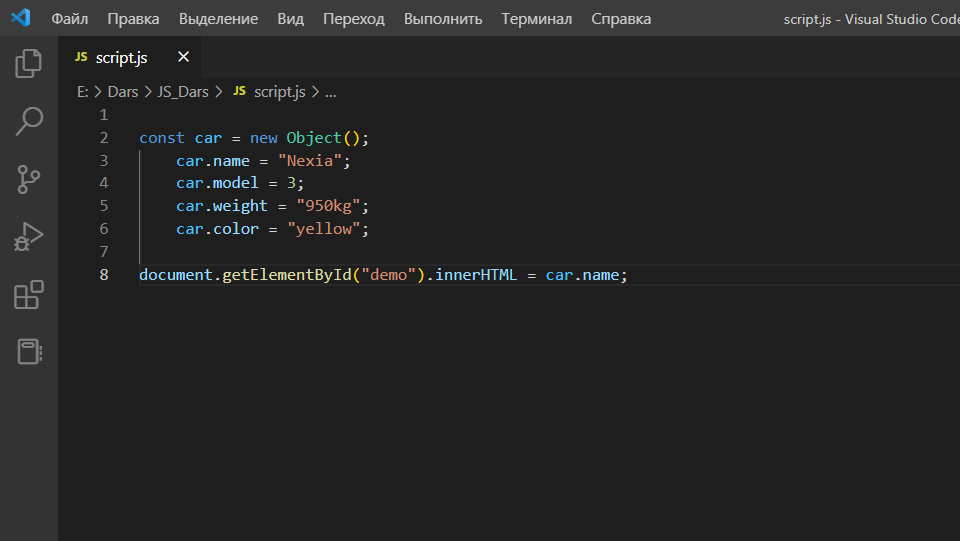 Файл Правка Выделение Вид Переход Выполнить Терминал Справка script.js - Visual Studio Code
JS script.js ×
E: > Dars > JS_Dars > JS script.js > ...
1
2 const car = new Object();
3 car.name = "Nexia";
4 car.model = 3;
5 car.weight = "950kg";
6 car.color = "yellow";
7
8 document.getElementById("demo").innerHTML = car.name;